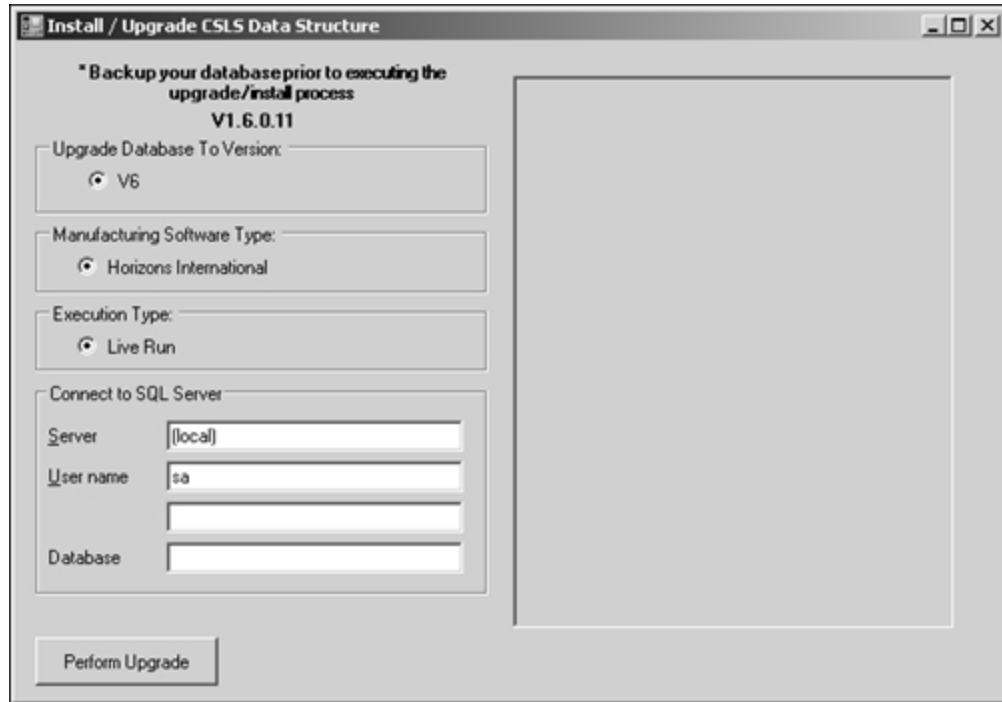 Install / Upgrade CSLS Data Structure
*Backup your database prior to executing the
upgrade/install process
V1.6.0.11
Upgrade Database To Version:
V6
Manufacturing Software Type:
Horizons International
Execution Type:
Live Run
Connect to SQL Server
Server
(local)
User name
sa
Database
Perform Upgrade